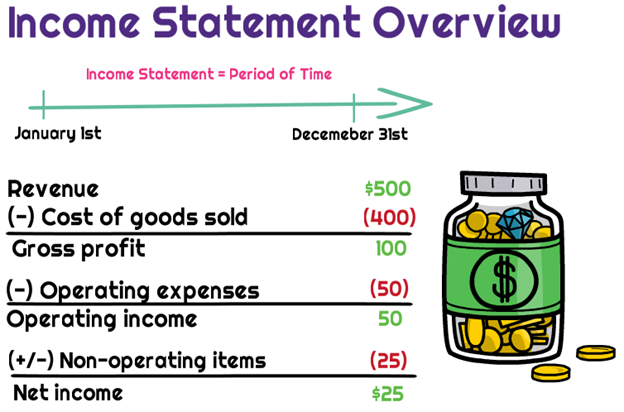 Income Statement Overview
Income Statement = Period of Time
January 1st Decemeber 31st
Revenue $500
(-) Cost of goods sold (400)
Gross profit 100
(-) Operating expenses (50)
Operating income 50
(+/-) Non-operating items (25)
Net income $25
$